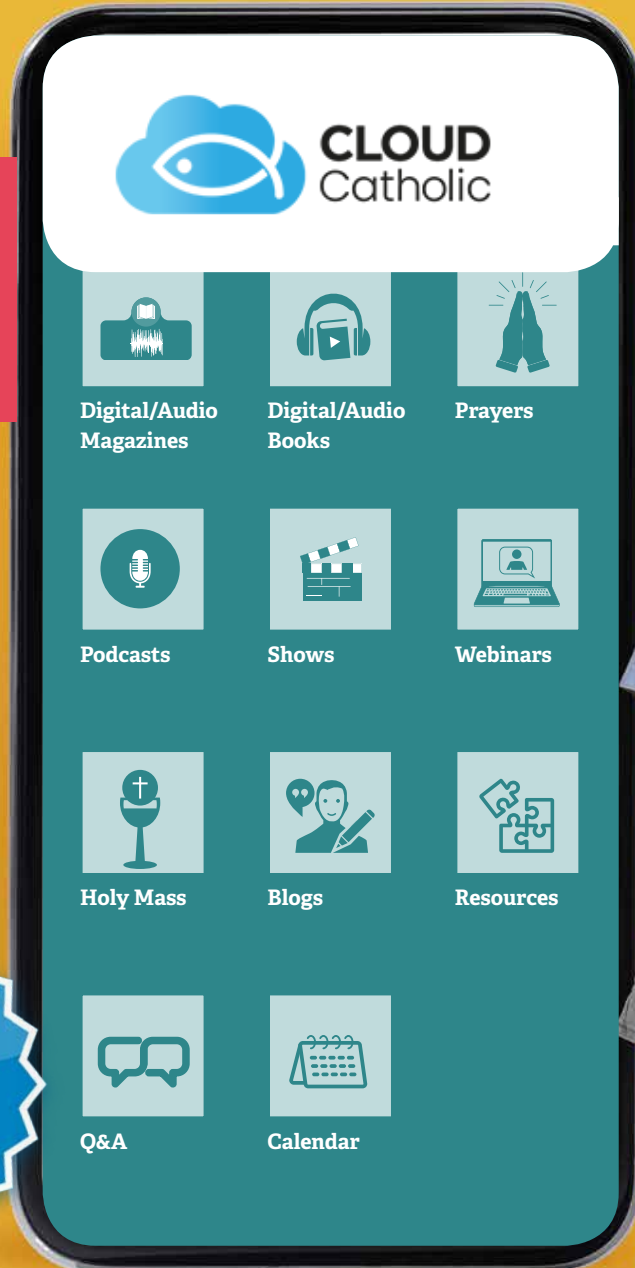 CLOUD
Catholic
Digital/Audio
Magazines
Digital/Audio
Books
Prayers
Podcasts
Shows
Webinars
Holy Mass
Blogs
Resources
Q&A
Calendar